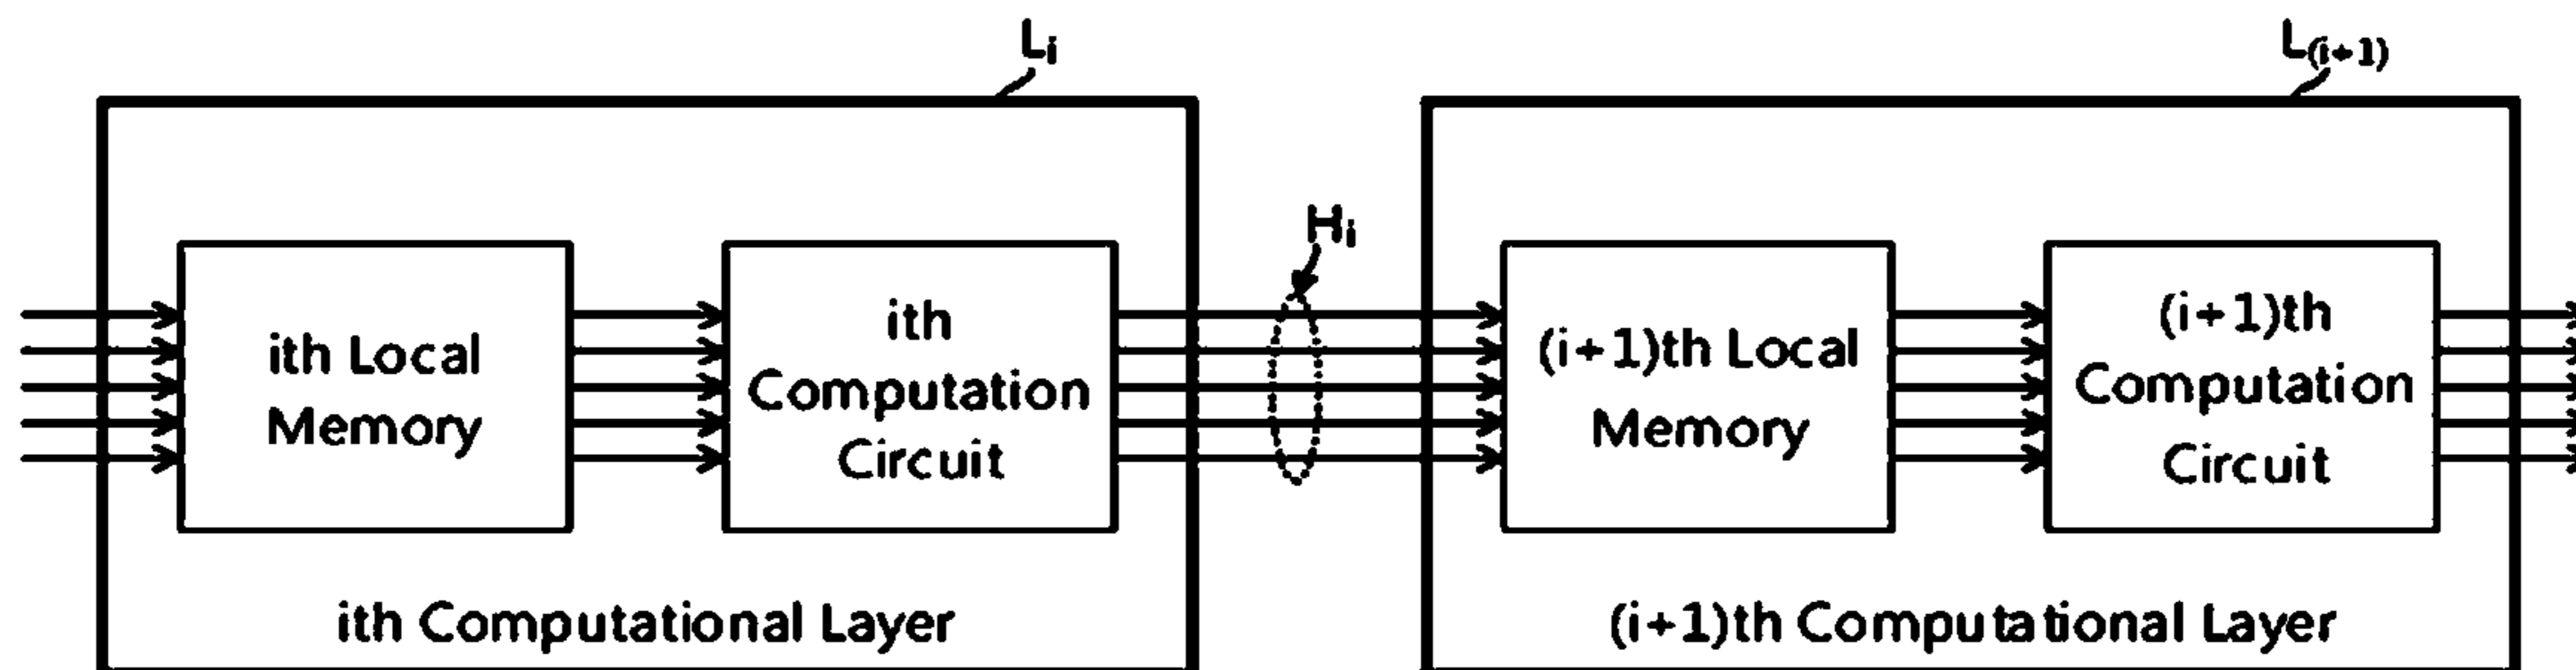 Li
L(i+1)
Hi
ith Local
Memory
ith
Computation
Circuit
(i+1)th Local
Memory
(i+1)th
Computation
Circuit
ith Computational Layer
(i+1)th Computational Layer